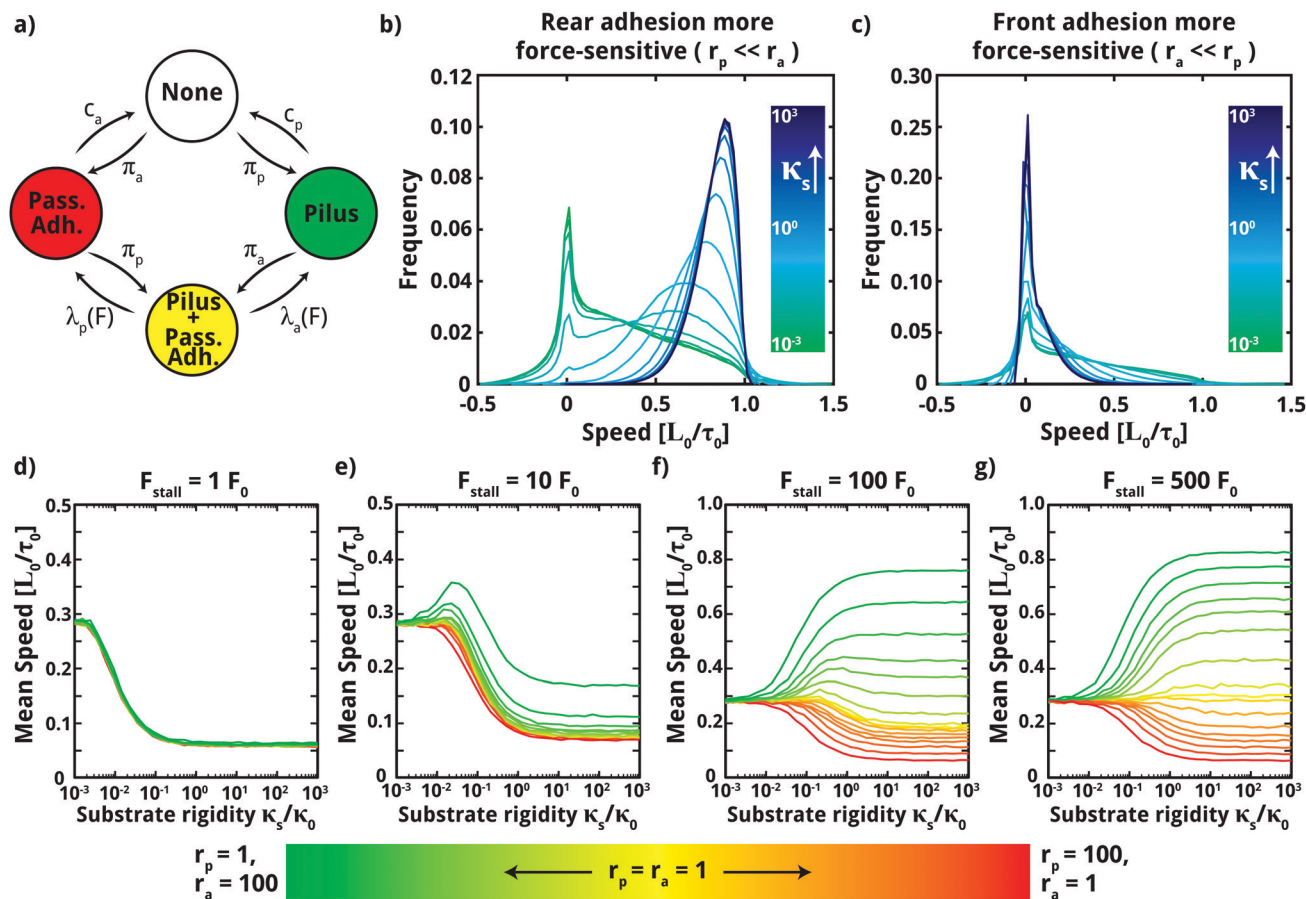 a)
None
c_a
π_a
c_p
π_p
Pass.
Adh.
Pilus
π_p
λ_p(F)
π_a
λ_a(F)
Pilus
+
Pass.
Adh.
b)
Rear adhesion more
force-sensitive ( r_p << r_a )
Frequency
0.12
0.10
0.08
0.06
0.04
0.02
0
-0.5
0
0.5
1.0
1.5
Speed [L_0/τ_0]
10^3
κ_s
10^0
10^-3
c)
Front adhesion more
force-sensitive ( r_a << r_p )
Frequency
0.30
0.25
0.20
0.15
0.10
0.05
0
-0.5
0
0.5
1.0
1.5
Speed [L_0/τ_0]
10^3
κ_s
10^0
10^-3
d)
F_stall = 1 F_0
Mean Speed [L_0/τ_0]
0.5
0.4
0.3
0.2
0.1
0
10^-3
10^-2
10^-1
10^0
10^1
10^2
10^3
Substrate rigidity κ_s/κ_0
e)
F_stall = 10 F_0
Mean Speed [L_0/τ_0]
0.5
0.4
0.3
0.2
0.1
0
10^-3
10^-2
10^-1
10^0
10^1
10^2
10^3
Substrate rigidity κ_s/κ_0
f)
F_stall = 100 F_0
Mean Speed [L_0/τ_0]
1.0
0.8
0.6
0.4
0.2
0
10^-3
10^-2
10^-1
10^0
10^1
10^2
10^3
Substrate rigidity κ_s/κ_0
g)
F_stall = 500 F_0
Mean Speed [L_0/τ_0]
1.0
0.8
0.6
0.4
0.2
0
10^-3
10^-2
10^-1
10^0
10^1
10^2
10^3
Substrate rigidity κ_s/κ_0
r_p = 1,
r_a = 100
r_p = r_a = 1
r_p = 100,
r_a = 1